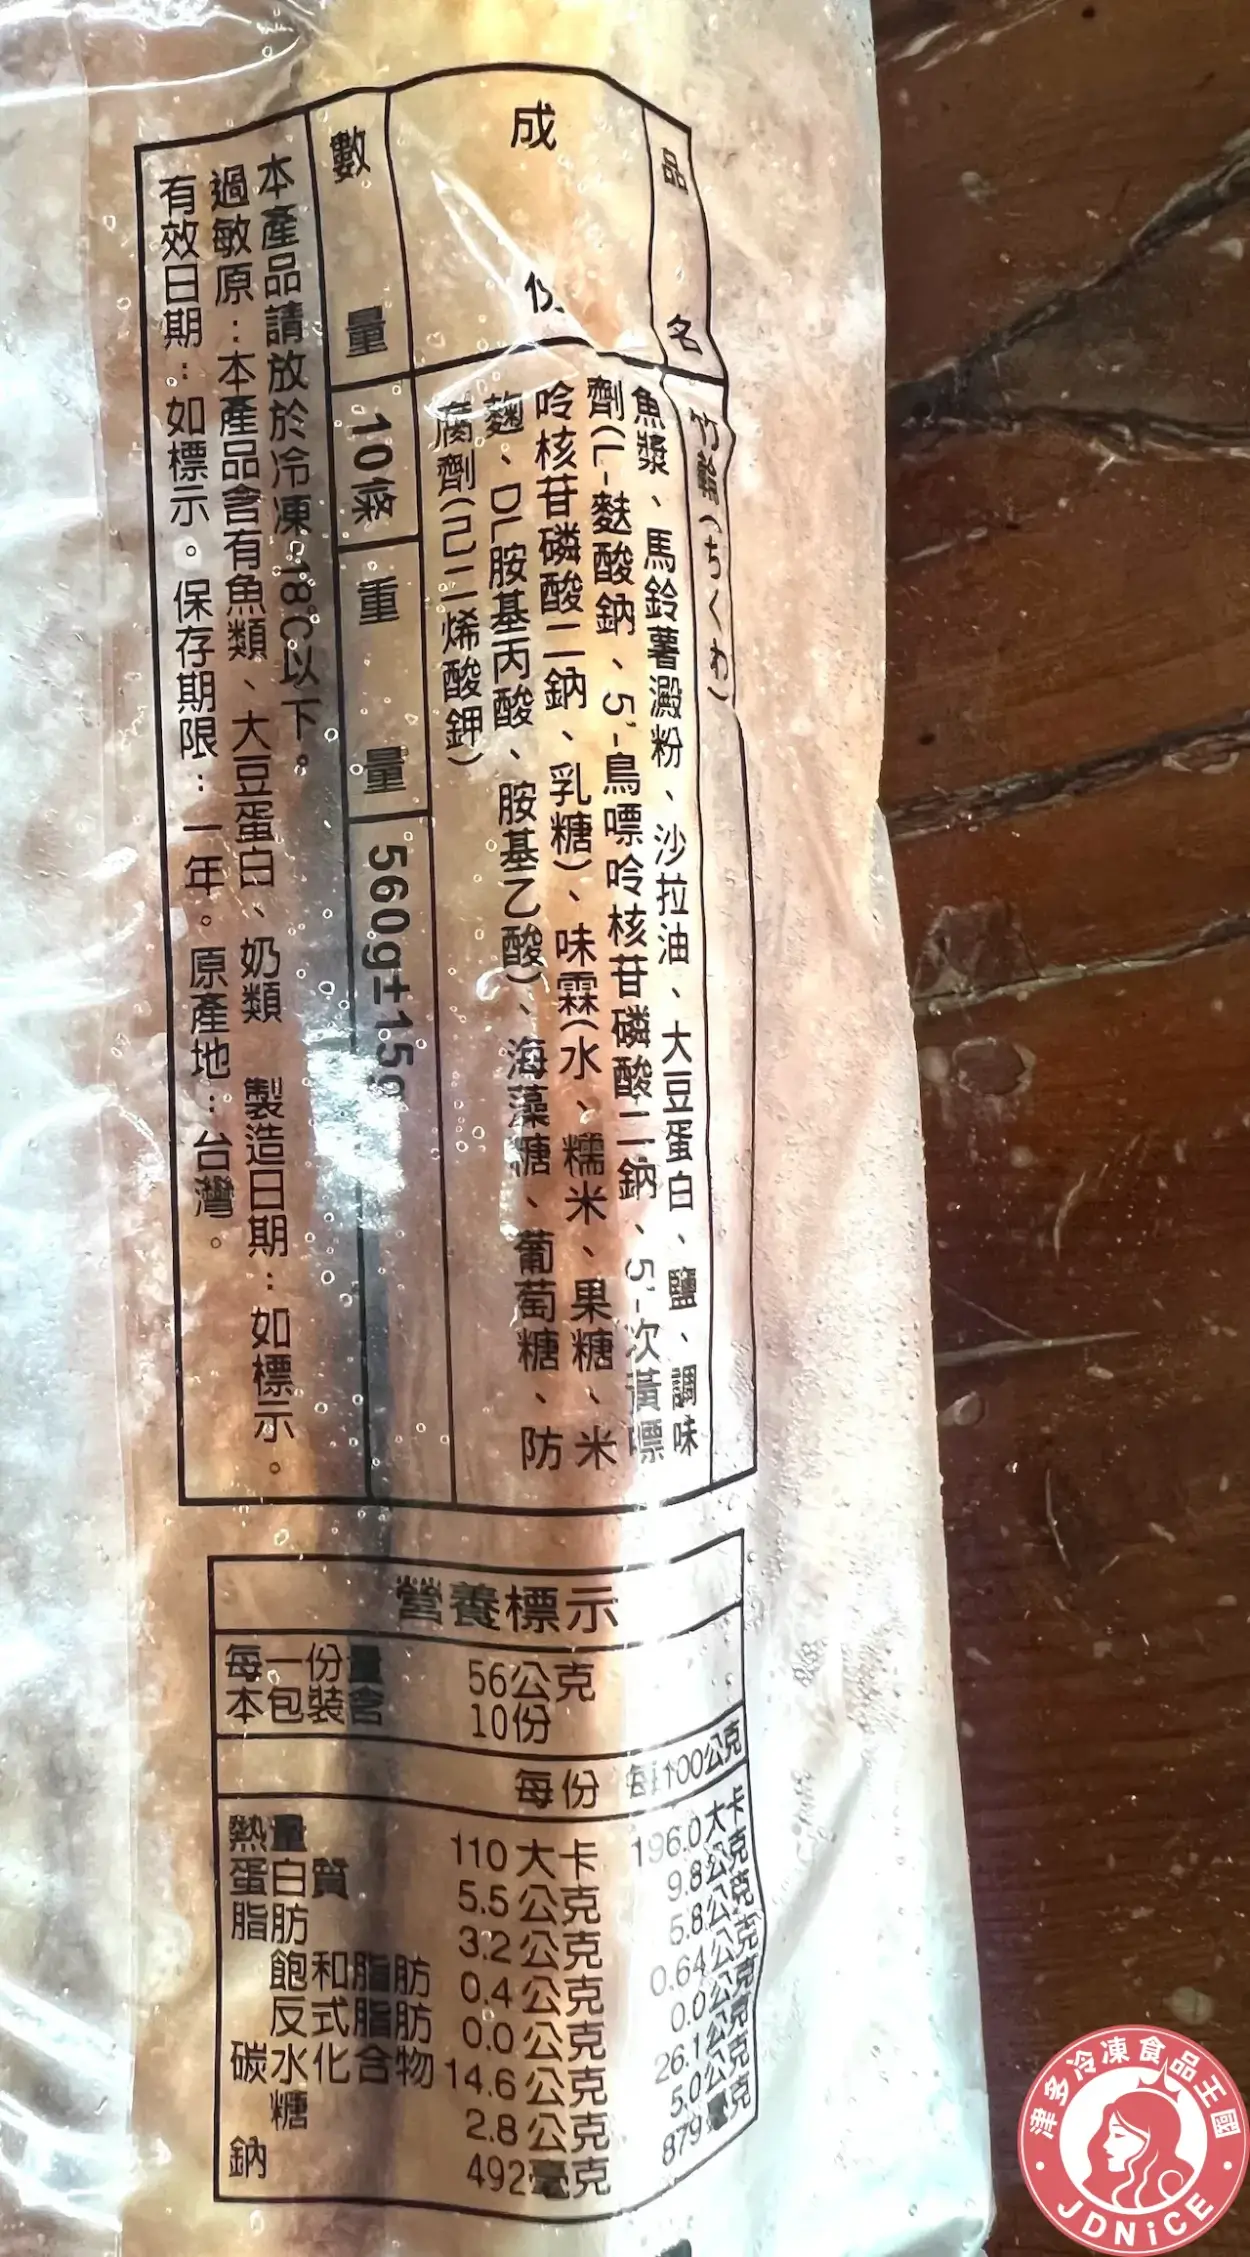 品名 竹輪(ちくわ)
成份 魚漿、馬鈴薯澱粉、沙拉油、大豆蛋白、鹽、調味
劑(L-麩酸鈉、5'-鳥嘌呤核苷磷酸二鈉、5'-次黃嘌
呤核苷磷酸二鈉、乳糖)、味霖(水、糯米、果糖、米
麴、DL胺基丙酸、胺基乙酸)、海藻糖、葡萄糖、防
腐劑(己二烯酸鉀)
數量 10條 重量 560g±15g
本產品請放於冷凍-18℃以下。
過敏原:本產品含有魚類、大豆蛋白、奶類 製造日期:如標示。
有效日期:如標示。保存期限:一年。原產地:台灣。
營養標示
每一份量 56公克
本包裝含 10份
每份 每100公克
熱量 110大卡 196.0大卡
蛋白質 5.5公克 9.8公克
脂肪 3.2公克 5.8公克
飽和脂肪 0.4公克 0.64公克
反式脂肪 0.0公克 0.0公克
碳水化合物 14.6公克 26.1公克
糖 2.8公克 5.0公克
鈉 492毫克 879毫克
津多冷凍食品王國
JDNiCE